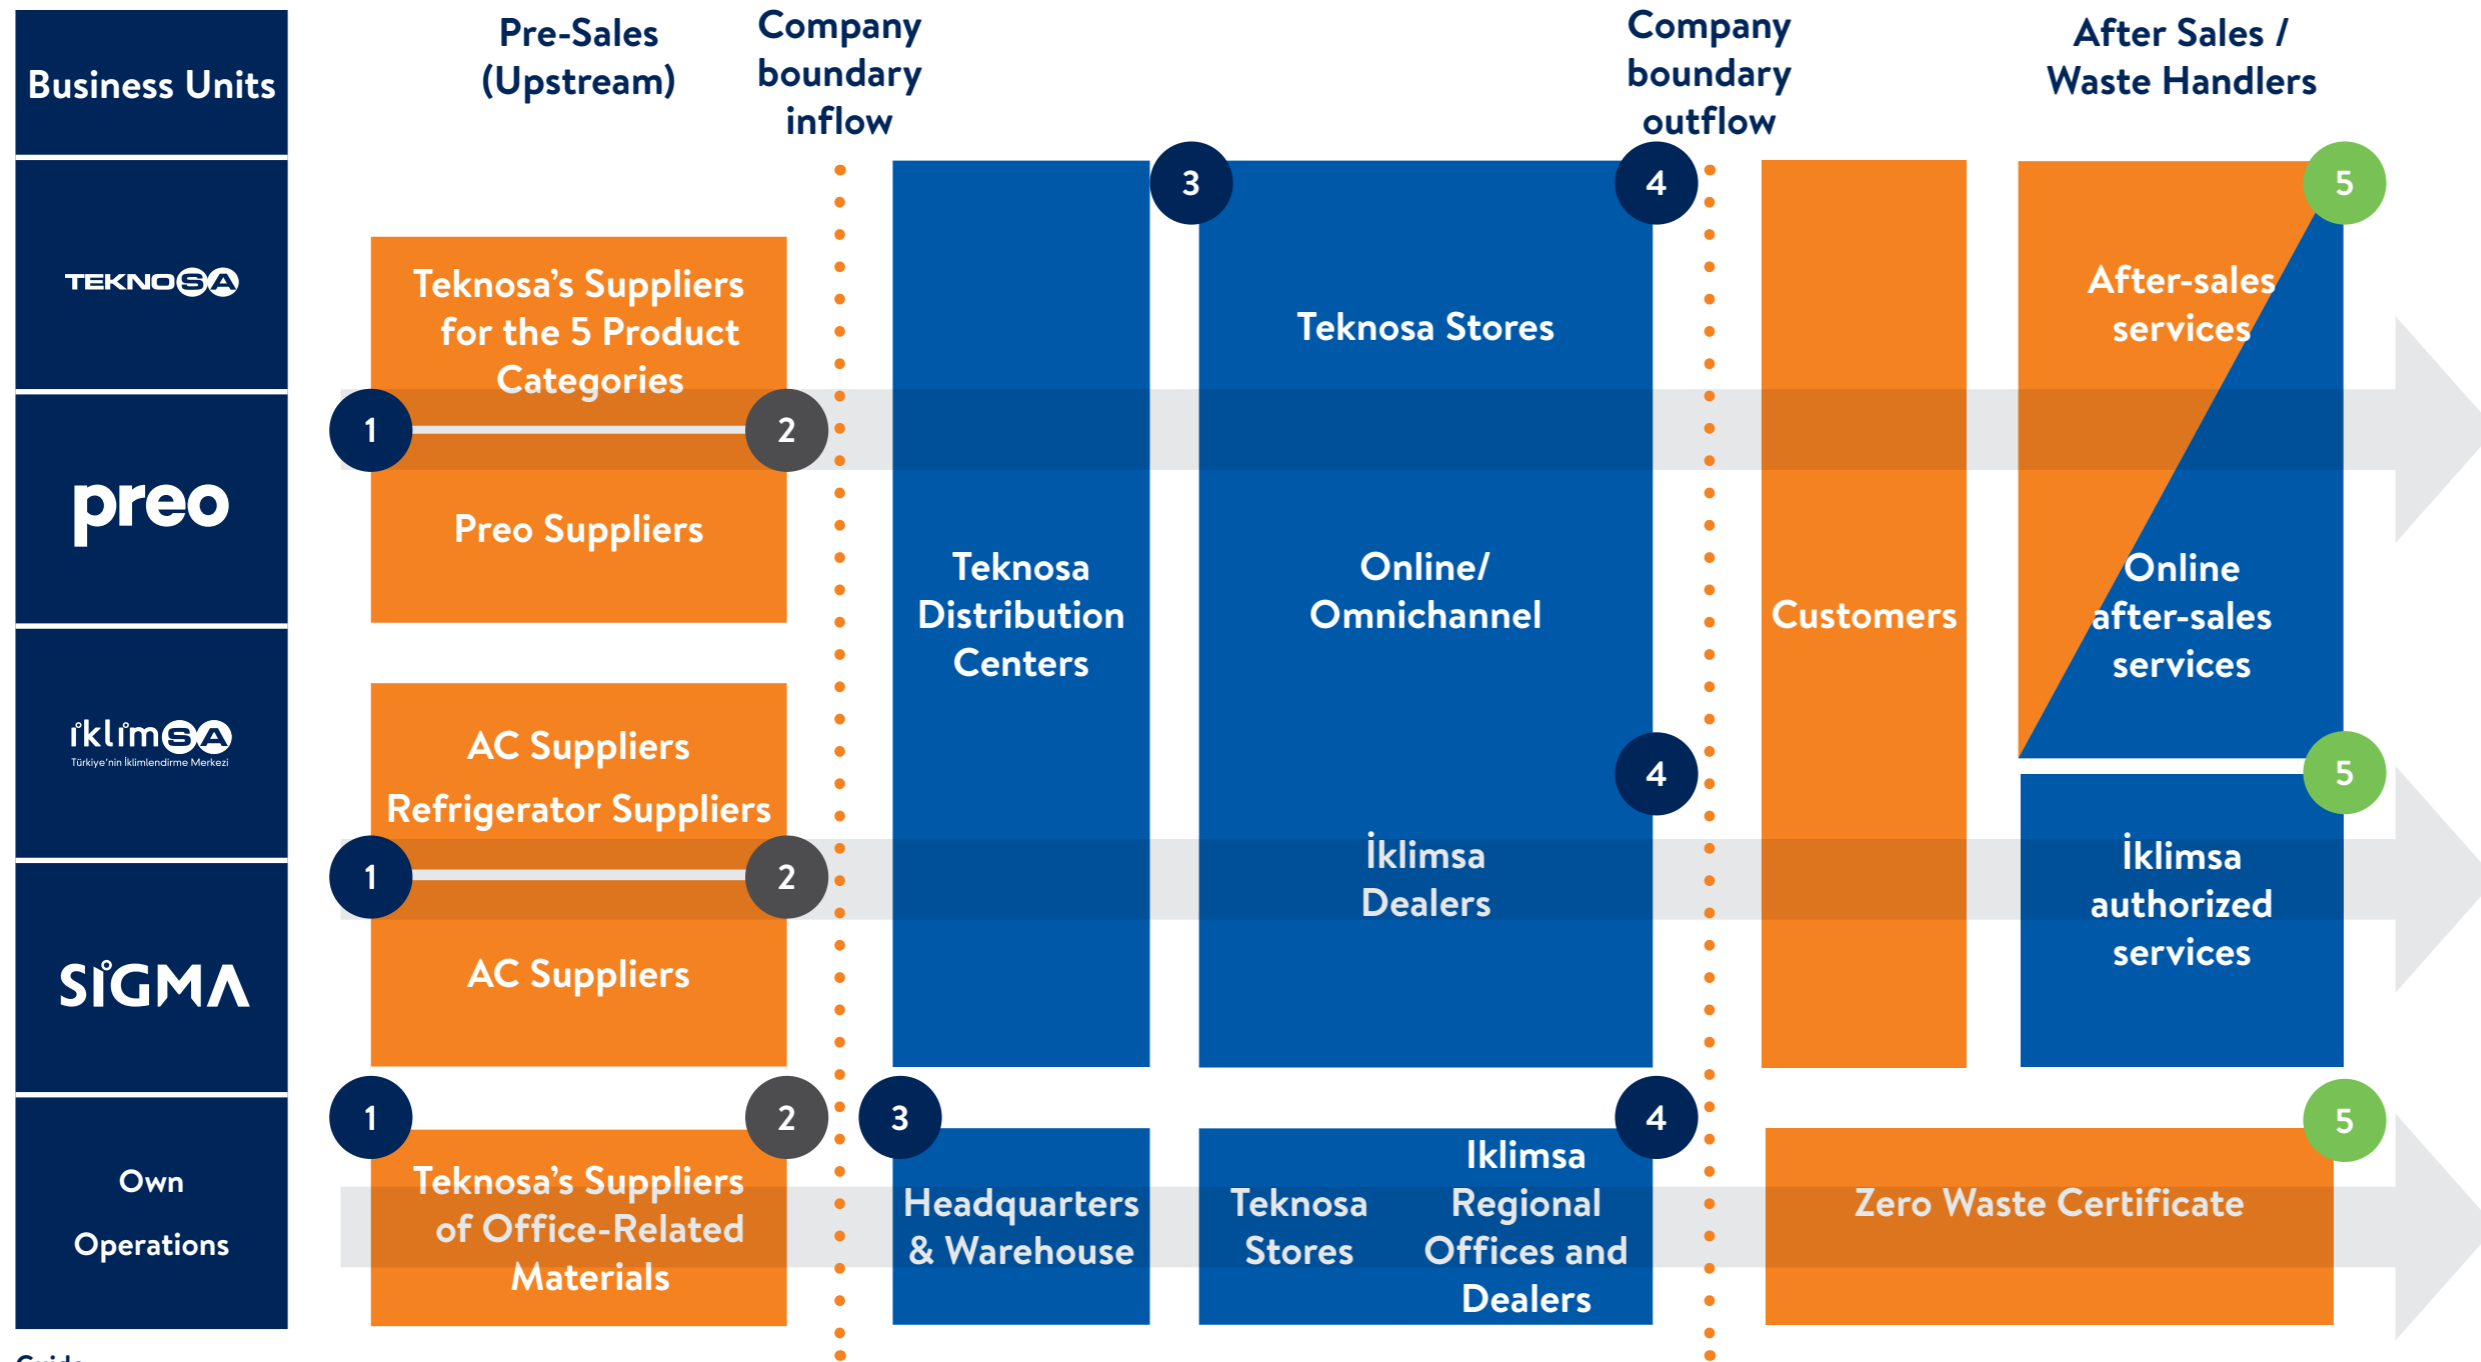 Business Units
Pre-Sales
(Upstream)
Company
boundary
inflow
Company
boundary
outflow
After Sales /
Waste Handlers
TEKNOSA
preo
iklimSA
Türkiye'nin İklimlendirme Merkezi
SİGMA
Own
Operations
Teknosa's Suppliers
for the 5 Product
Categories
1
2
Preo Suppliers
AC Suppliers
Refrigerator Suppliers
1
2
AC Suppliers
1
2
Teknosa's Suppliers
of Office-Related
Materials
Teknosa
Distribution
Centers
3
4
Teknosa Stores
Online/
Omnichannel
4
İklimsa
Dealers
3
Headquarters
& Warehouse
4
Teknosa
Stores
Iklimsa
Regional
Offices and
Dealers
Customers
5
After-sales
services
Online
after-sales
services
5
İklimsa
authorized
services
5
Zero Waste Certificate